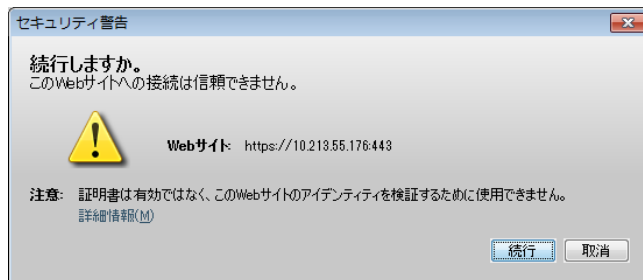 セキュリティ警告
続行しますか。
このWebサイトへの接続は信頼できません。
Webサイト: https://10.213.55.176:443
注意: 証明書は有効ではなく、このWebサイトのアイデンティティを検証するために使用できません。
詳細情報(M)
続行 取消